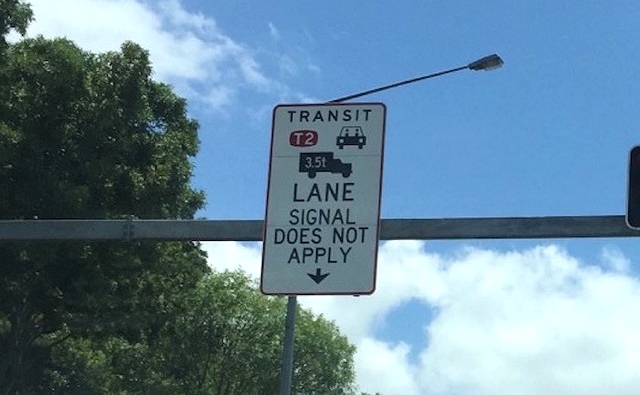 TRANSIT
T2
3.5t
LANE
SIGNAL
DOES NOT
APPLY